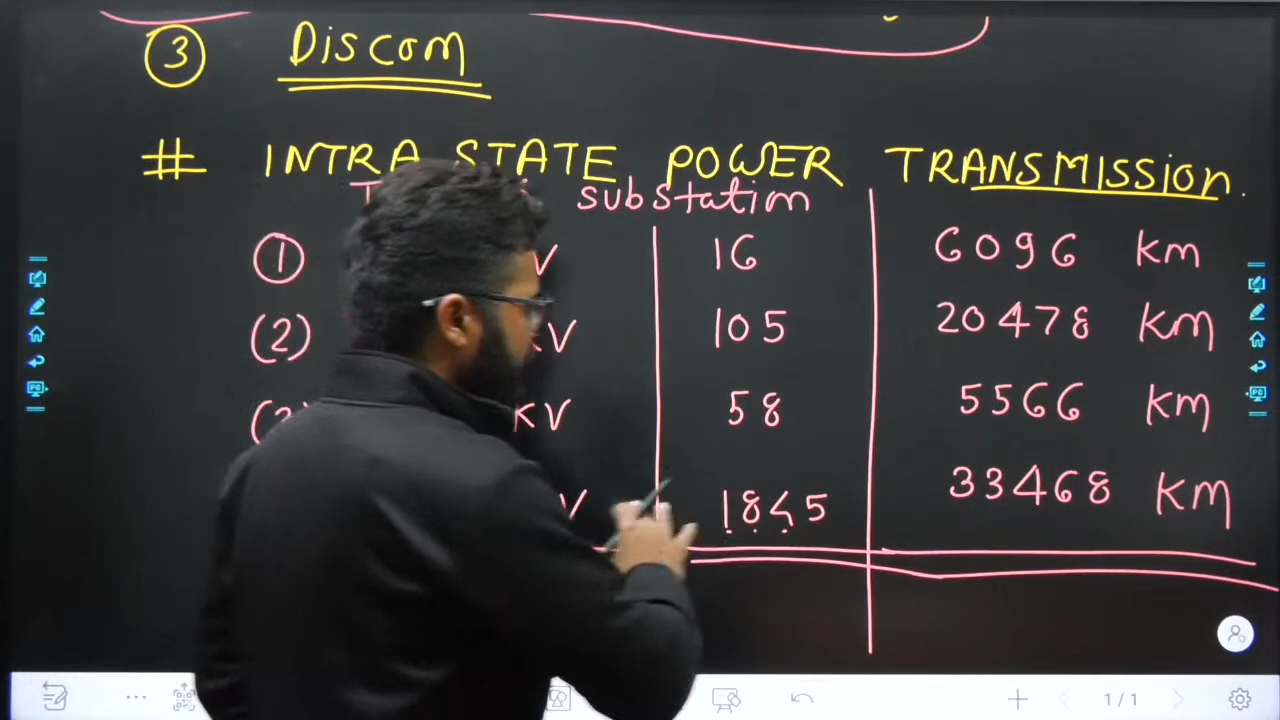 ③ Discom
# INTRA STATE POWER TRANSMISSION.
substation
① V 16 6096 km
(2) KV 105 20478 km
KV 58 5566 km
V 1845 33468 km
1/1